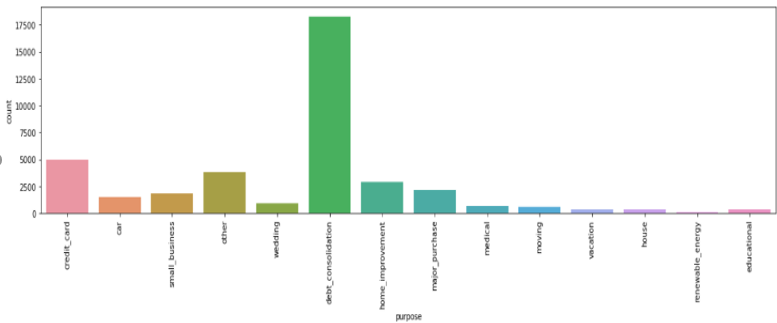 17500
15000
12500
10000
7500
5000
2500
0
count
credit_card
car
small_business
other
wedding
debt_consolidation
home_improvement
major_purchase
medical
moving
vacation
house
renewable_energy
educational
purpose